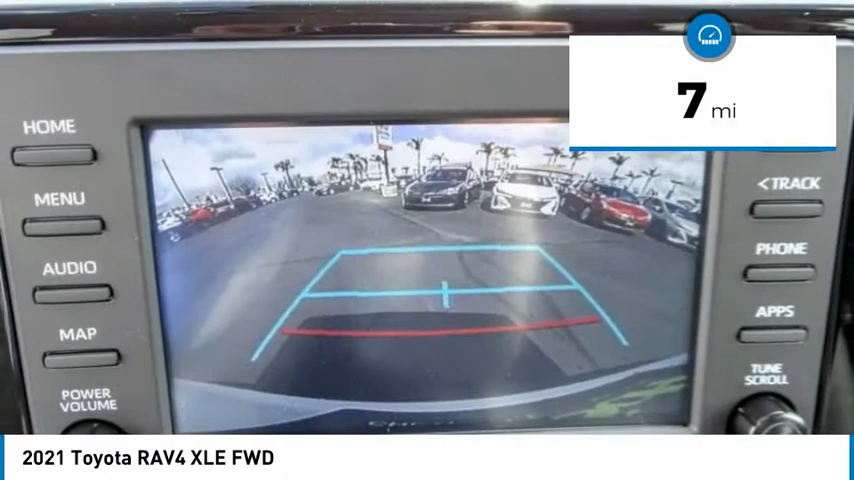 7 mi
HOME
MENU
AUDIO
MAP
POWER
VOLUME
<TRACK
PHONE
APPS
TUNE
SCROLL
2021 Toyota RAV4 XLE FWD